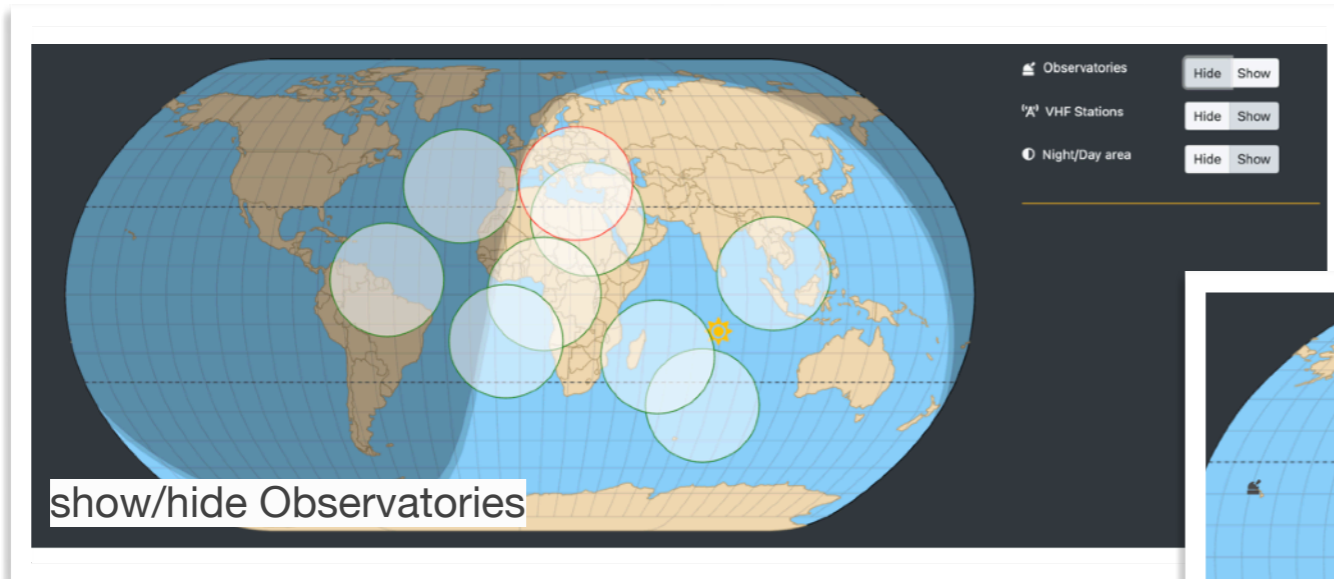 Observatories Hide Show
VHF Stations Hide Show
Night/Day area Hide Show
show/hide Observatories